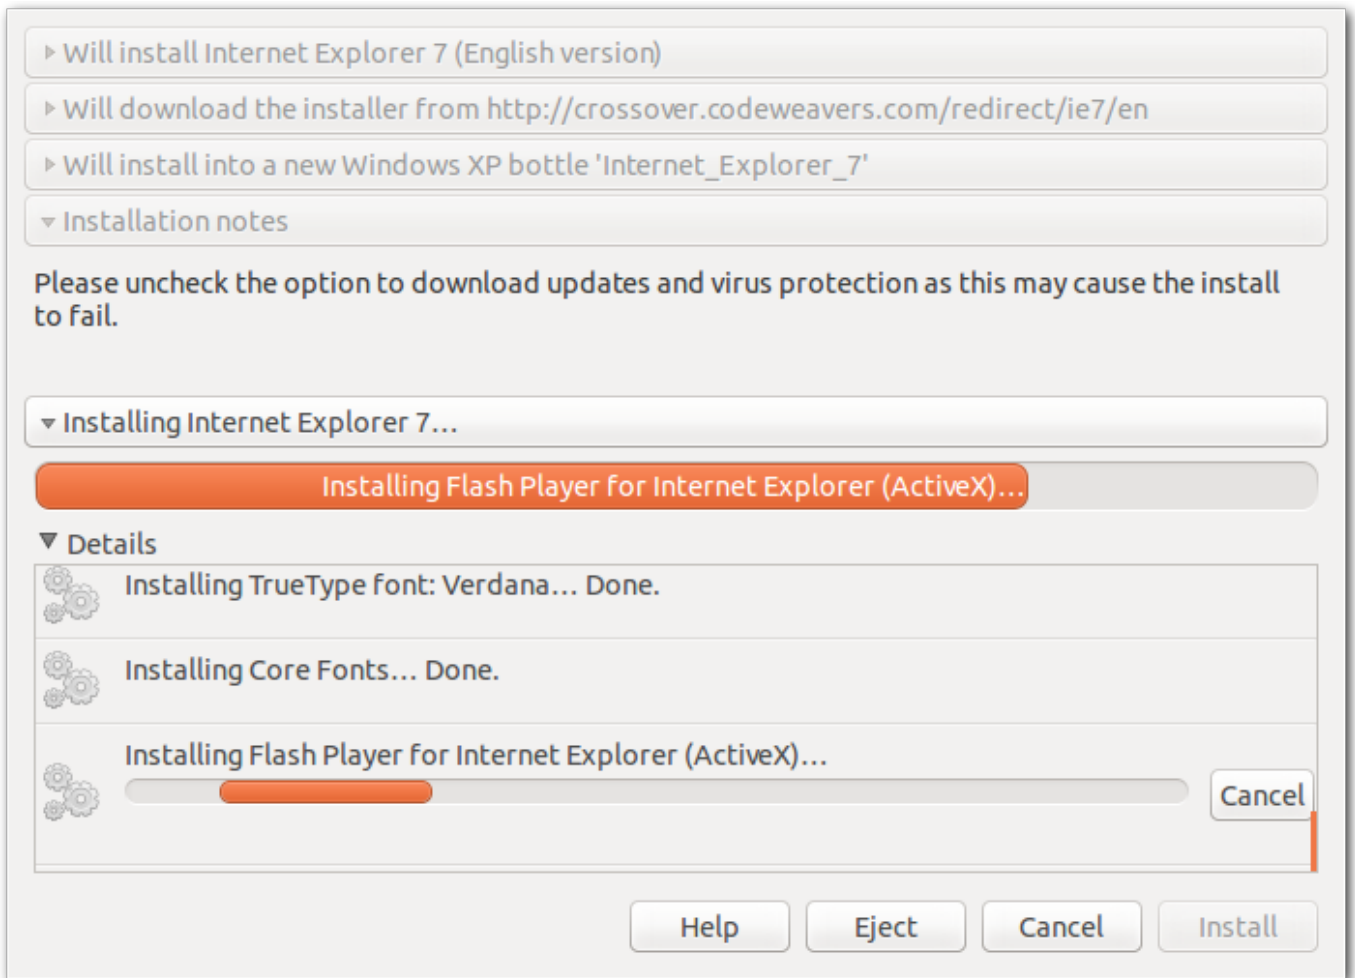 Will install Internet Explorer 7 (English version)
Will download the installer from http://crossover.codeweavers.com/redirect/ie7/en
Will install into a new Windows XP bottle 'Internet_Explorer_7'
Installation notes
Please uncheck the option to download updates and virus protection as this may cause the install
to fail.
Installing Internet Explorer 7...
Installing Flash Player for Internet Explorer (ActiveX)...
Details
Installing TrueType font: Verdana... Done.
Installing Core Fonts... Done.
Installing Flash Player for Internet Explorer (ActiveX)...
Cancel
Help Eject Cancel Install